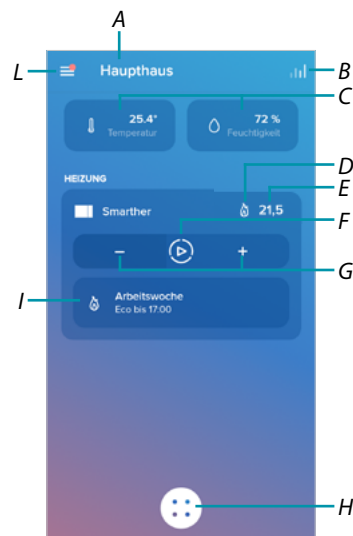 A
L
Haupthaus
B
C
25.4°
Temperatur
72 %
Feuchtigkeit
D
HEIZUNG
E
Smarther
21,5
F
–
+
G
I
Arbeitswoche
Eco bis 17:00
H